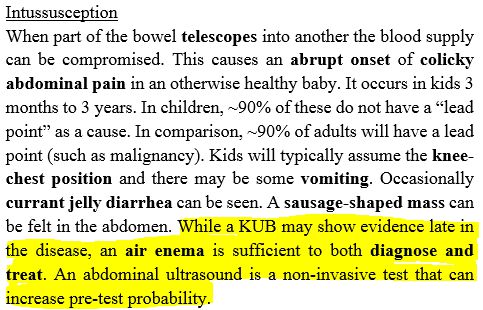 Intussusception
When part of the bowel telescopes into another the blood supply
can be compromised. This causes an abrupt onset of colicky
abdominal pain in an otherwise healthy baby. It occurs in kids 3
months to 3 years. In children, ~90% of these do not have a “lead
point” as a cause. In comparison, ~90% of adults will have a lead
point (such as malignancy). Kids will typically assume the knee-
chest position and there may be some vomiting. Occasionally
currant jelly diarrhea can be seen. A sausage-shaped mass can
be felt in the abdomen. While a KUB may show evidence late in
the disease, an air enema is sufficient to both diagnose and
treat. An abdominal ultrasound is a non-invasive test that can
increase pre-test probability.